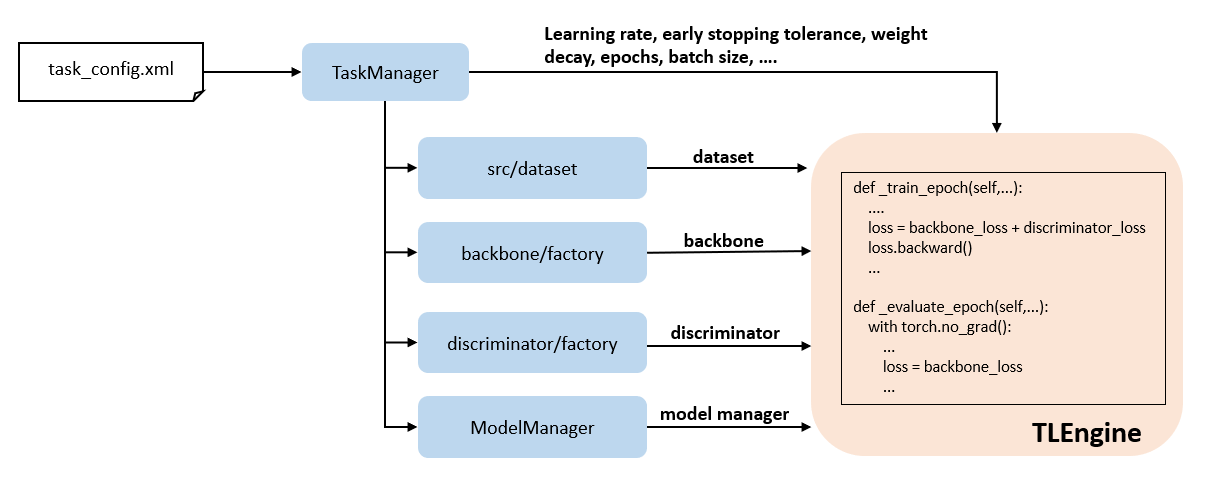 Learning rate, early stopping tolerance, weight
decay, epochs, batch size, ....
task_config.xml
TaskManager
src/dataset
dataset
backbone/factory
backbone
discriminator/factory
discriminator
ModelManager
model manager
def _train_epoch(self,...):
....
loss = backbone_loss + discriminator_loss
loss.backward()
...
def _evaluate_epoch(self,...):
with torch.no_grad():
...
loss = backbone_loss
...
TLEngine